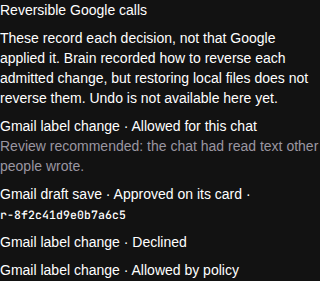 Reversible Google calls
These record each decision, not that Google
applied it. Brain recorded how to reverse each
admitted change, but restoring local files does not
reverse them. Undo is not available here yet.
Gmail label change · Allowed for this chat
Review recommended: the chat had read text other
people wrote.
Gmail draft save · Approved on its card ·
r-8f2c41d9e0b7a6c5
Gmail label change · Declined
Gmail label change · Allowed by policy